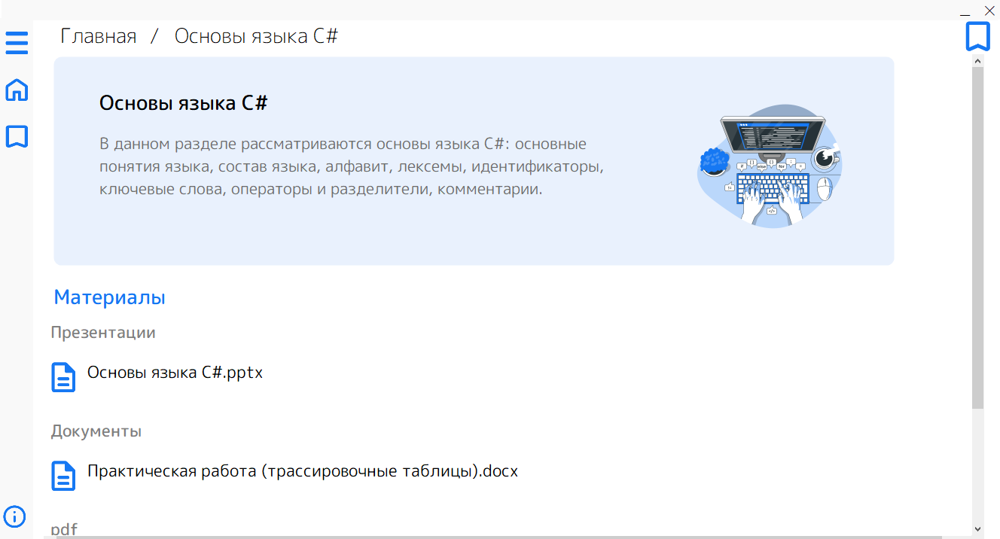 Главная / Основы языка C#
Основы языка C#
В данном разделе рассматриваются основы языка C#: основные
понятия языка, состав языка, алфавит, лексемы, идентификаторы,
ключевые слова, операторы и разделители, комментарии.
Материалы
Презентации
Основы языка C#.pptx
Документы
Практическая работа (трассировочные таблицы).docx
pdf